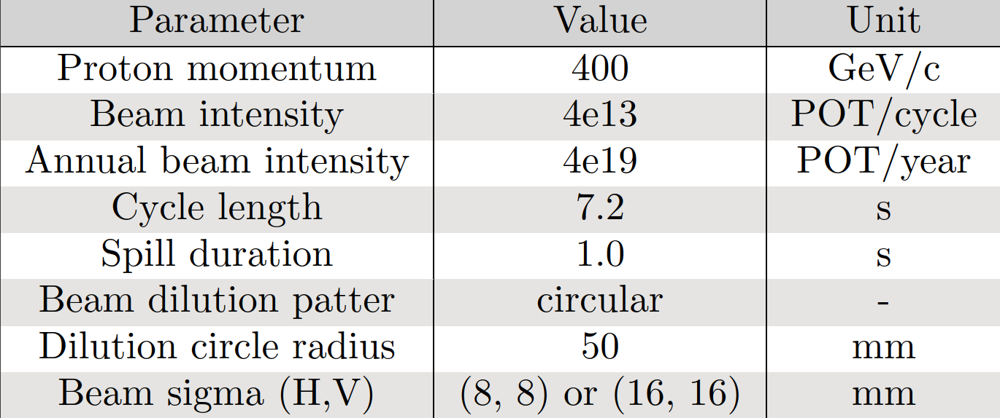 Parameter Value Unit
Proton momentum 400 GeV/c
Beam intensity 4e13 POT/cycle
Annual beam intensity 4e19 POT/year
Cycle length 7.2 s
Spill duration 1.0 s
Beam dilution patter circular -
Dilution circle radius 50 mm
Beam sigma (H,V) (8, 8) or (16, 16) mm